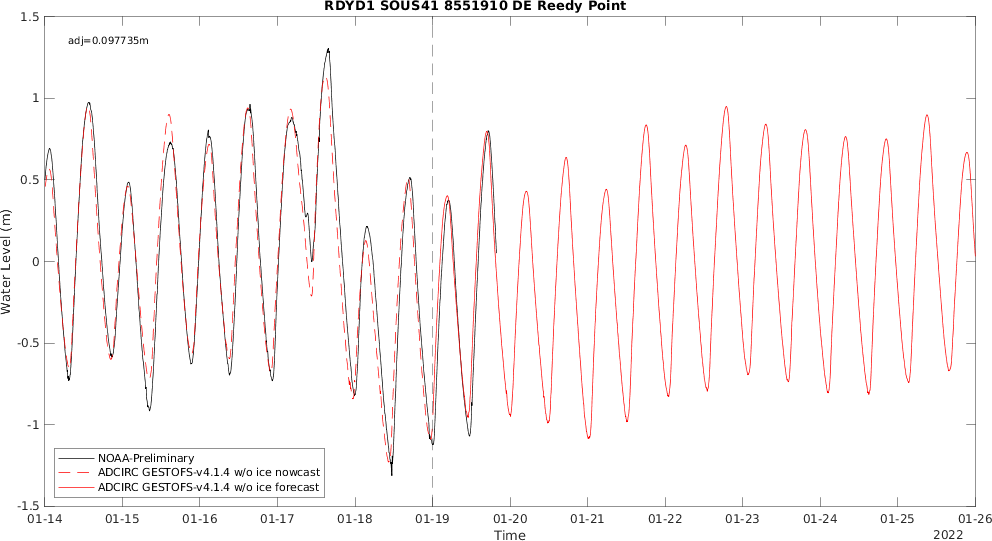 RDYD1 SOUS41 8551910 DE Reedy Point
adj=0.097735m
1.5
1
0.5
0
-0.5
-1
-1.5
Water Level (m)
NOAA-Preliminary
ADCIRC GESTOFS-v4.1.4 w/o ice nowcast
ADCIRC GESTOFS-v4.1.4 w/o ice forecast
01-14 01-15 01-16 01-17 01-18 01-19 01-20 01-21 01-22 01-23 01-24 01-25 01-26
Time
2022